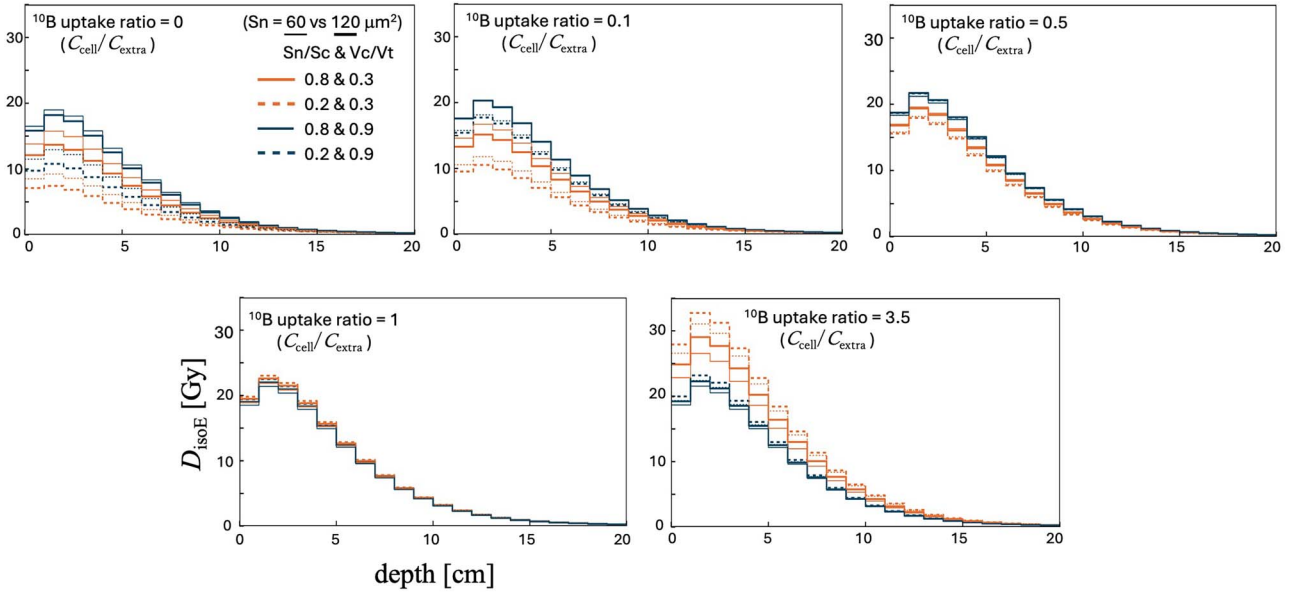 ¹⁰B uptake ratio = 0
(C_cell/C_extra)
(Sn = 60 vs 120 μm²)
Sn/Sc & Vc/Vt
0.8 & 0.3
0.2 & 0.3
0.8 & 0.9
0.2 & 0.9
30
20
10
0
0 5 10 15 20
¹⁰B uptake ratio = 0.1
(C_cell/C_extra)
30
20
10
0
0 5 10 15 20
¹⁰B uptake ratio = 0.5
(C_cell/C_extra)
30
20
10
0
0 5 10 15 20
¹⁰B uptake ratio = 1
(C_cell/C_extra)
D_isoE [Gy]
30
20
10
0
0 5 10 15 20
depth [cm]
¹⁰B uptake ratio = 3.5
(C_cell/C_extra)
30
20
10
0
0 5 10 15 20